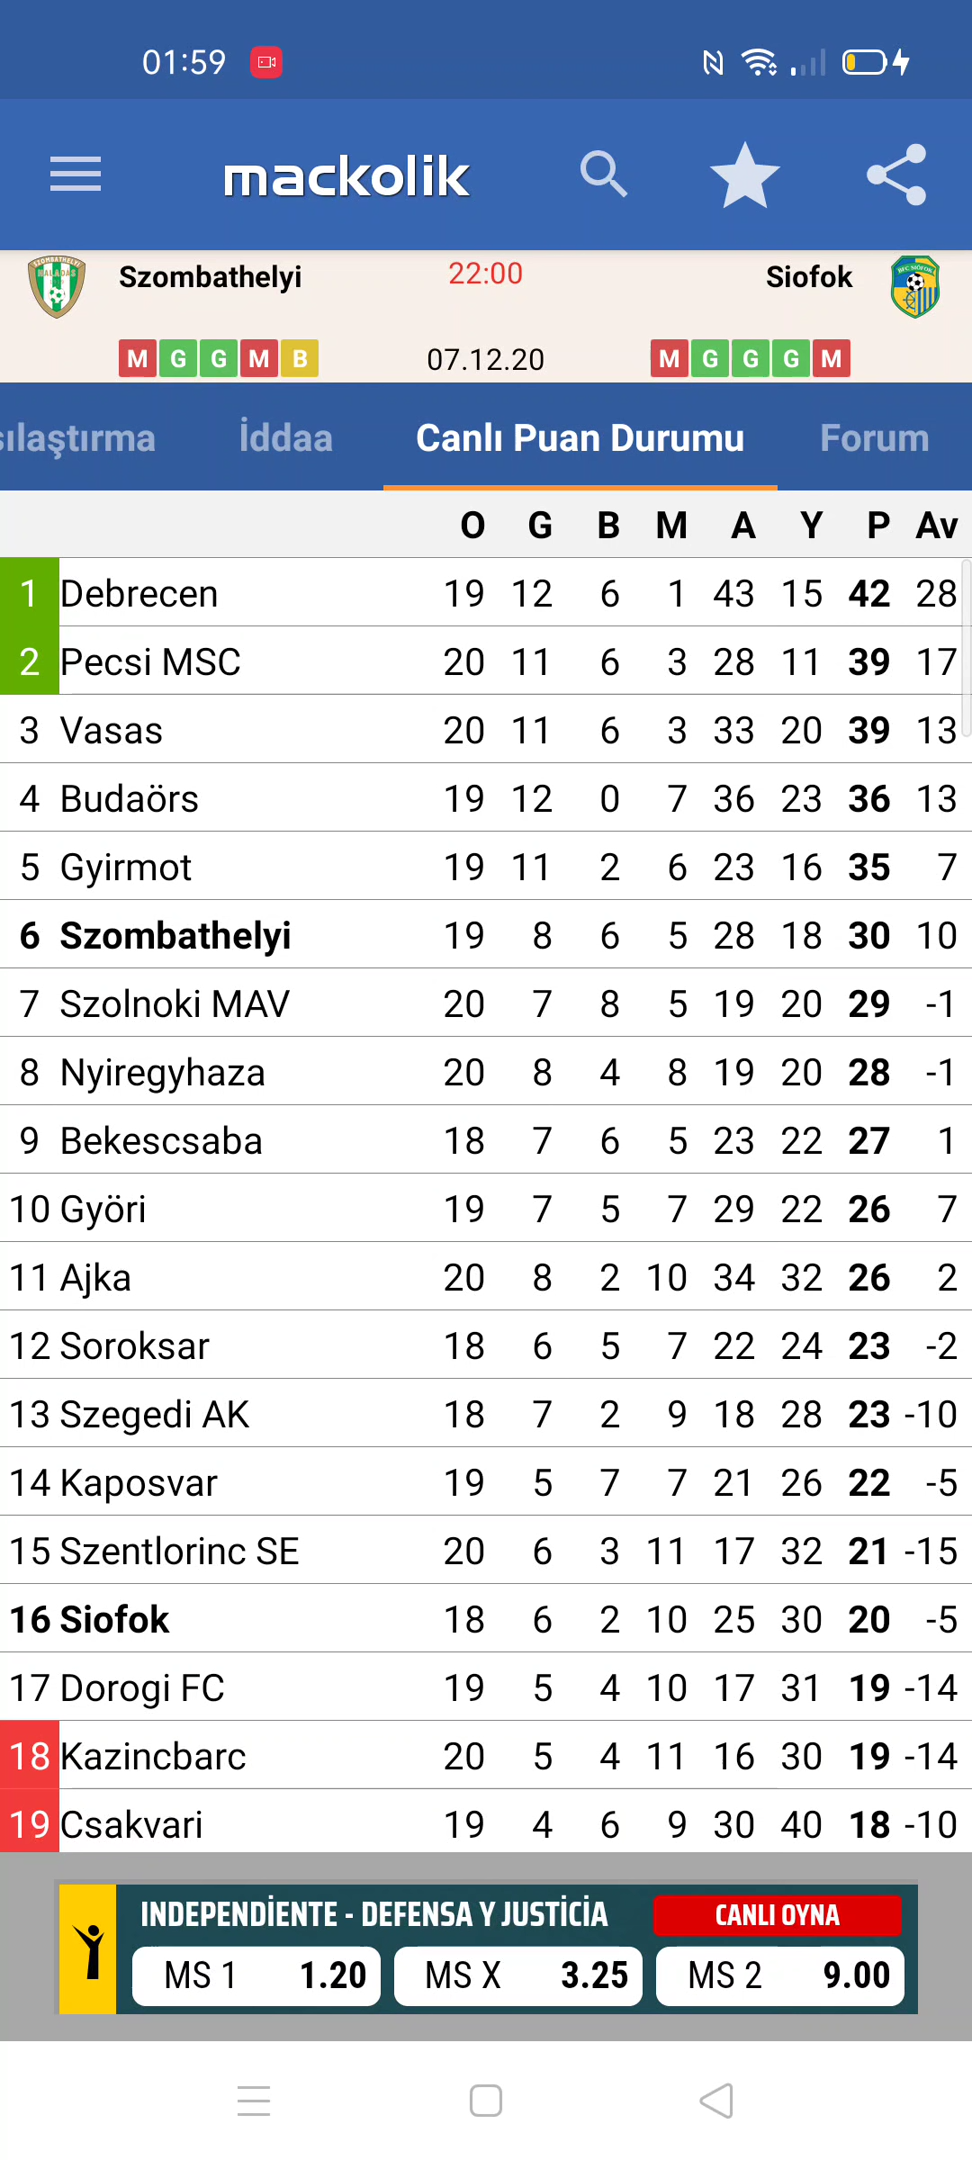 01:59
mackolik
Szombathelyi 22:00 Siofok
M G G M B 07.12.20 M G G G M
şılaştırma İddaa Canlı Puan Durumu Forum
O G B M A Y P Av
1 Debrecen 19 12 6 1 43 15 42 28
2 Pecsi MSC 20 11 6 3 28 11 39 17
3 Vasas 20 11 6 3 33 20 39 13
4 Budaörs 19 12 0 7 36 23 36 13
5 Gyirmot 19 11 2 6 23 16 35 7
6 Szombathelyi 19 8 6 5 28 18 30 10
7 Szolnoki MAV 20 7 8 5 19 20 29 -1
8 Nyiregyhaza 20 8 4 8 19 20 28 -1
9 Bekescsaba 18 7 6 5 23 22 27 1
10 Györi 19 7 5 7 29 22 26 7
11 Ajka 20 8 2 10 34 32 26 2
12 Soroksar 18 6 5 7 22 24 23 -2
13 Szegedi AK 18 7 2 9 18 28 23 -10
14 Kaposvar 19 5 7 7 21 26 22 -5
15 Szentlorinc SE 20 6 3 11 17 32 21 -15
16 Siofok 18 6 2 10 25 30 20 -5
17 Dorogi FC 19 5 4 10 17 31 19 -14
18 Kazincbarc 20 5 4 11 16 30 19 -14
19 Csakvari 19 4 6 9 30 40 18 -10
INDEPENDİENTE - DEFENSA Y JUSTİCİA CANLI OYNA
MS 1 1.20 MS X 3.25 MS 2 9.00